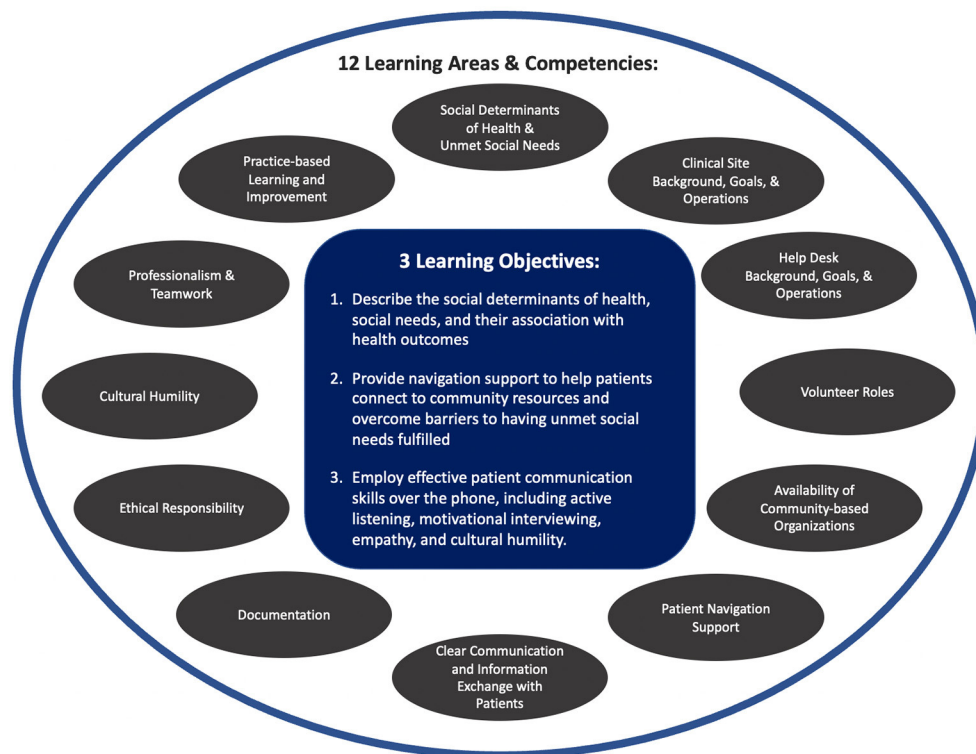 12 Learning Areas & Competencies:
Social Determinants
of Health &
Unmet Social Needs
Clinical Site
Background, Goals, &
Operations
Help Desk
Background, Goals, &
Operations
Volunteer Roles
Availability of
Community-based
Organizations
Patient Navigation
Support
Clear Communication
and Information
Exchange with
Patients
Documentation
Ethical Responsibility
Cultural Humility
Professionalism &
Teamwork
Practice-based
Learning and
Improvement
3 Learning Objectives:
1. Describe the social determinants of health,
social needs, and their association with
health outcomes
2. Provide navigation support to help patients
connect to community resources and
overcome barriers to having unmet social
needs fulfilled
3. Employ effective patient communication
skills over the phone, including active
listening, motivational interviewing,
empathy, and cultural humility.